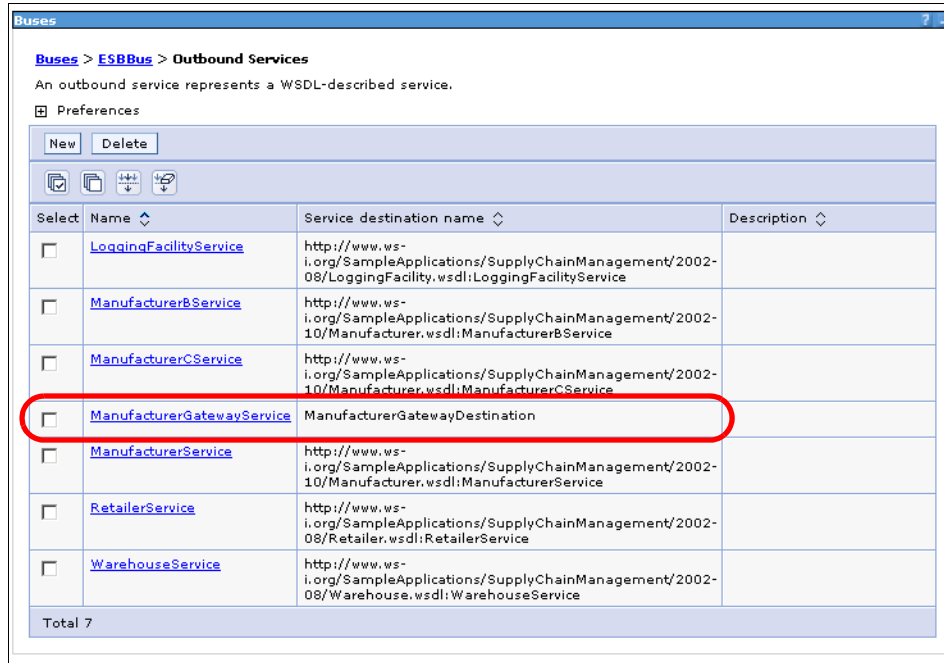 Buses
?
-
Buses > ESBBus > Outbound Services
An outbound service represents a WSDL-described service.
Preferences
New Delete
Select Name Service destination name Description
LoggingFacilityService
http://www.ws-
i.org/SampleApplications/SupplyChainManagement/2002-
08/LoggingFacility.wsdl:LoggingFacilityService
ManufacturerBService
http://www.ws-
i.org/SampleApplications/SupplyChainManagement/2002-
10/Manufacturer.wsdl:ManufacturerBService
ManufacturerCService
http://www.ws-
i.org/SampleApplications/SupplyChainManagement/2002-
10/Manufacturer.wsdl:ManufacturerCService
ManufacturerGatewayService ManufacturerGatewayDestination
ManufacturerService
http://www.ws-
i.org/SampleApplications/SupplyChainManagement/2002-
10/Manufacturer.wsdl:ManufacturerService
RetailerService
http://www.ws-
i.org/SampleApplications/SupplyChainManagement/2002-
08/Retailer.wsdl:RetailerService
WarehouseService
http://www.ws-
i.org/SampleApplications/SupplyChainManagement/2002-
08/Warehouse.wsdl:WarehouseService
Total 7